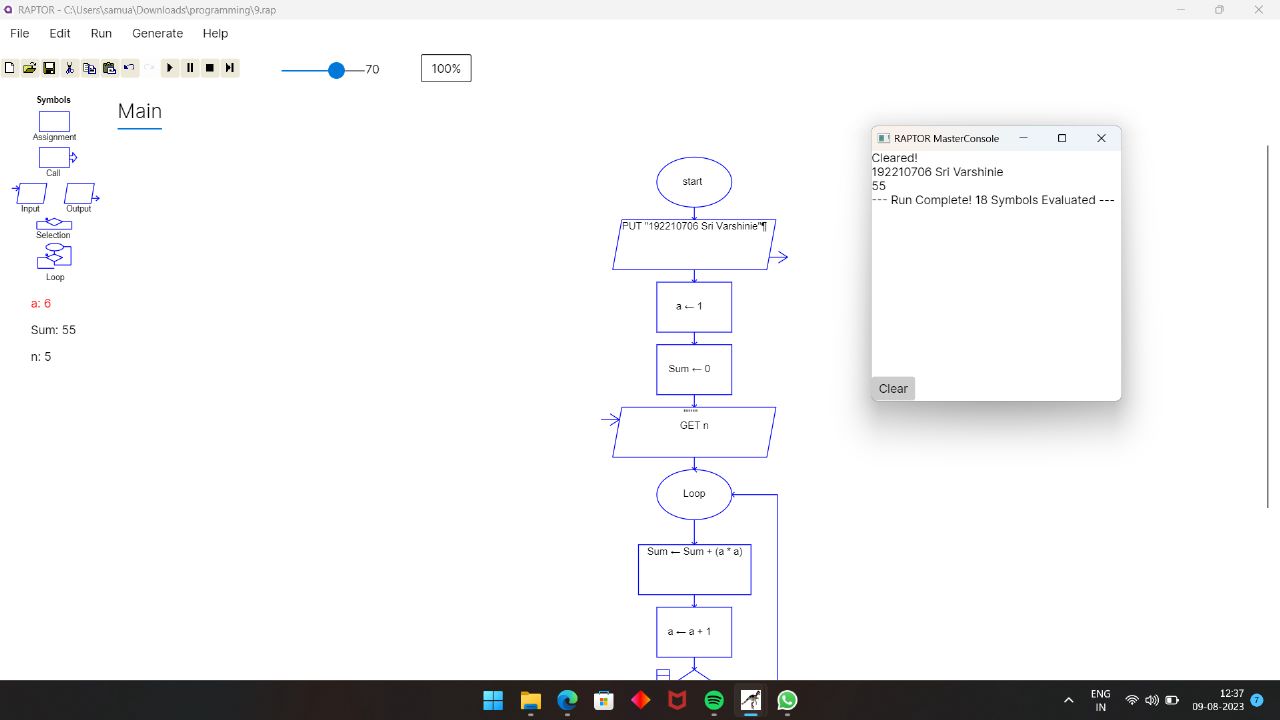 RAPTOR - C:\Users\samua\Downloads\programming\9.rap
File Edit Run Generate Help
70
100%
Symbols
Assignment
Call
Input Output
Selection
Loop
a: 6
Sum: 55
n: 5
Main
start
PUT "192210706 Sri Varshinie"¶
a ← 1
Sum ← 0
""""""
GET n
Loop
Sum ← Sum + (a * a)
a ← a + 1
RAPTOR MasterConsole
Cleared!
192210706 Sri Varshinie
55
--- Run Complete! 18 Symbols Evaluated ---
Clear
ENG
IN
12:37
09-08-2023
7